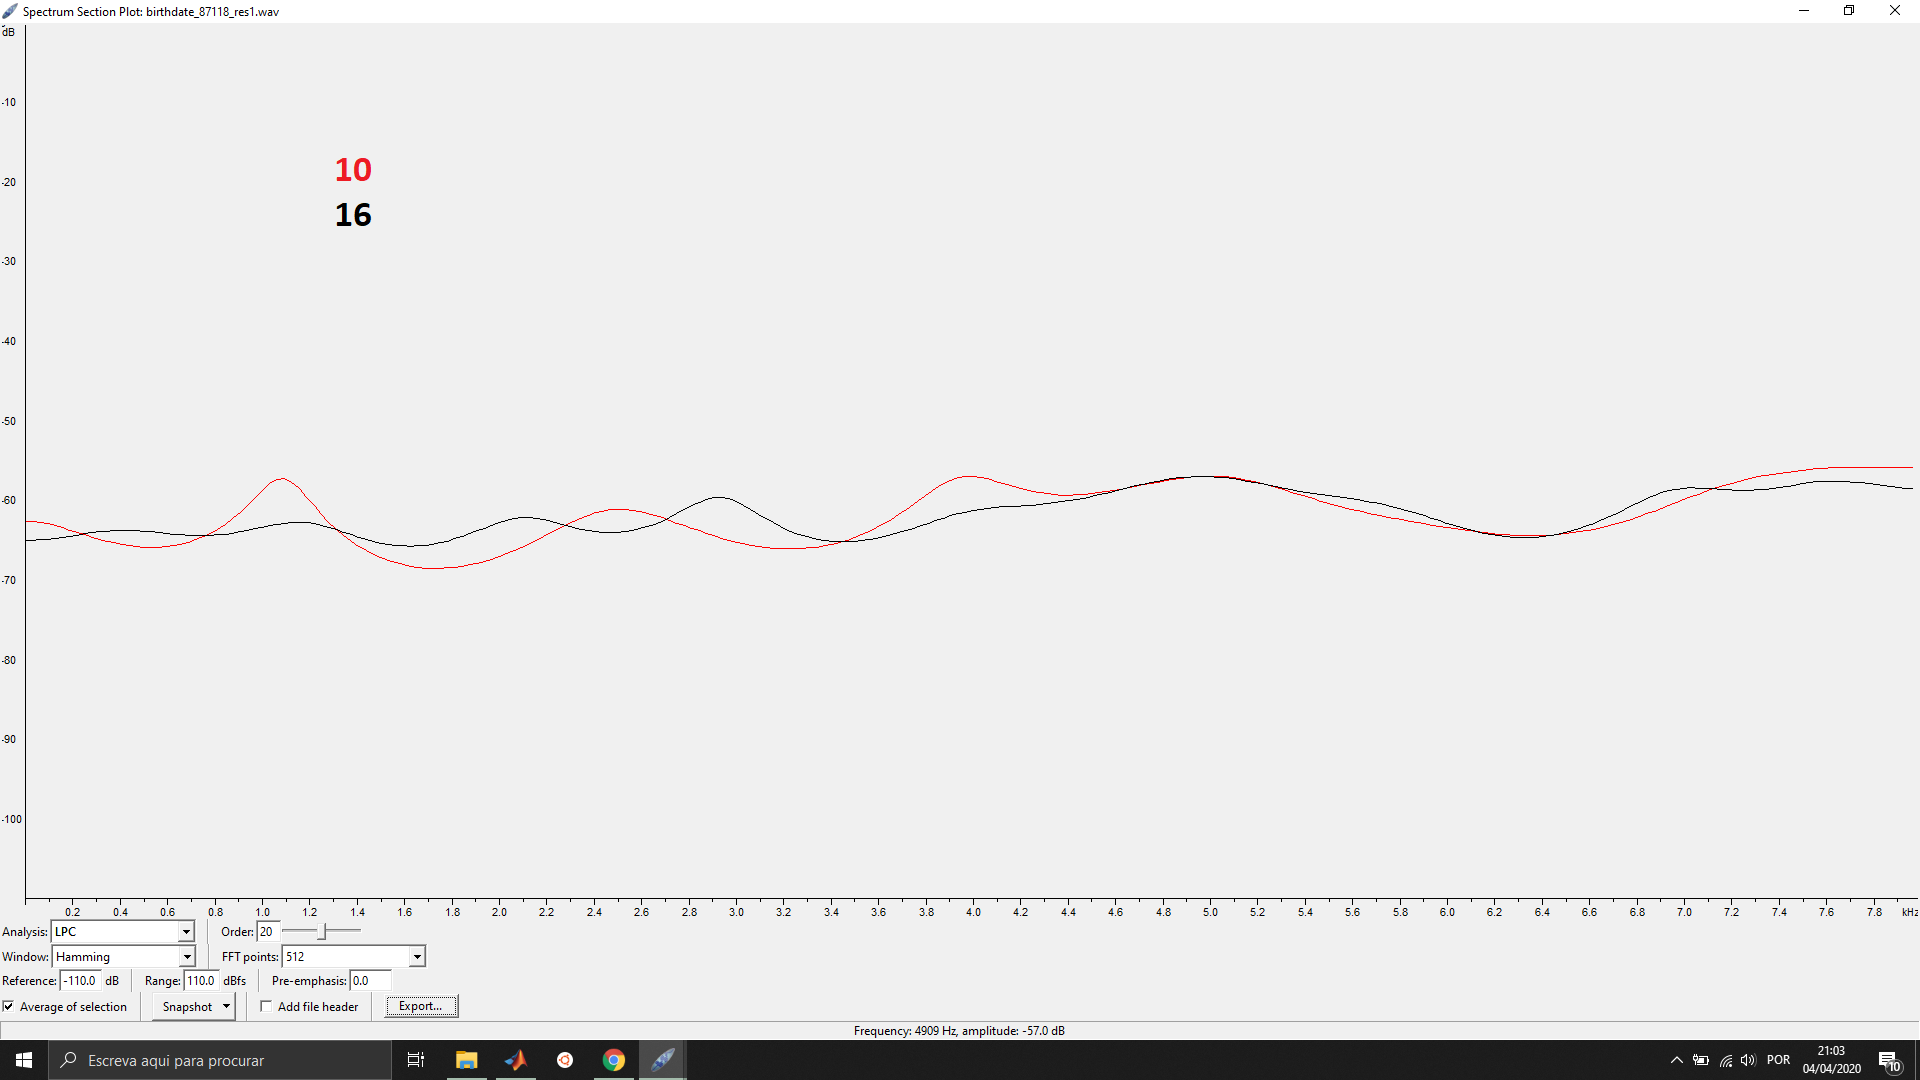 Spectrum Section Plot: birthdate_87118_res1.wav
dB
-10
10
-20
16
-30
-40
-50
-60
-70
-80
-90
-100
0.2 0.4 0.6 0.8 1.0 1.2 1.4 1.6 1.8 2.0 2.2 2.4 2.6 2.8 3.0 3.2 3.4 3.6 3.8 4.0 4.2 4.4 4.6 4.8 5.0 5.2 5.4 5.6 5.8 6.0 6.2 6.4 6.6 6.8 7.0 7.2 7.4 7.6 7.8 kHz
Analysis: LPC Order: 20
Window: Hamming FFT points: 512
Reference: -110.0 dB Range: 110.0 dBfs Pre-emphasis: 0.0
Average of selection Snapshot Add file header Export...
Frequency: 4909 Hz, amplitude: -57.0 dB
Escreva aqui para procurar
POR
21:03
04/04/2020
10